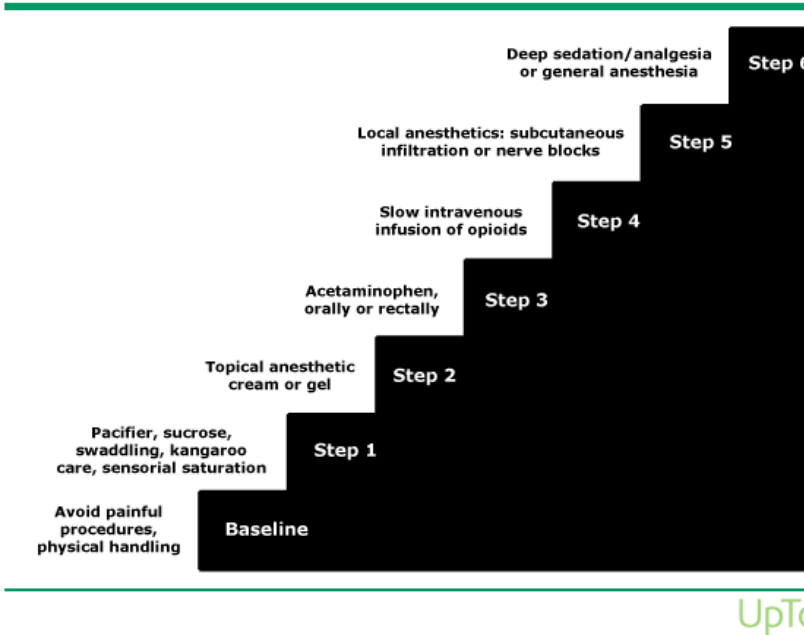 Deep sedation/analgesia
or general anesthesia
Step 6
Local anesthetics: subcutaneous
infiltration or nerve blocks
Step 5
Slow intravenous
infusion of opioids
Step 4
Acetaminophen,
orally or rectally
Step 3
Topical anesthetic
cream or gel
Step 2
Pacifier, sucrose,
swaddling, kangaroo
care, sensorial saturation
Step 1
Avoid painful
procedures,
physical handling
Baseline